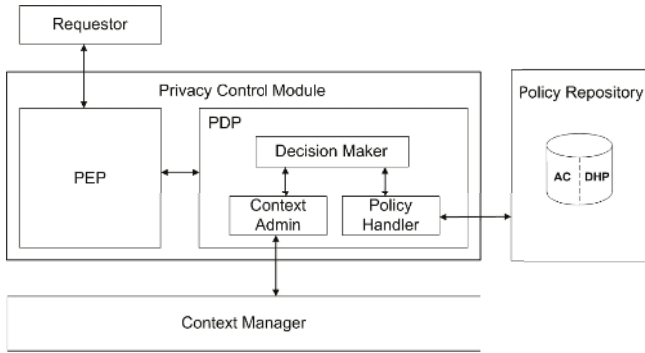 Requestor
Privacy Control Module
Policy Repository
PDP
PEP
Decision Maker
Context
Admin
Policy
Handler
AC
DHP
Context Manager